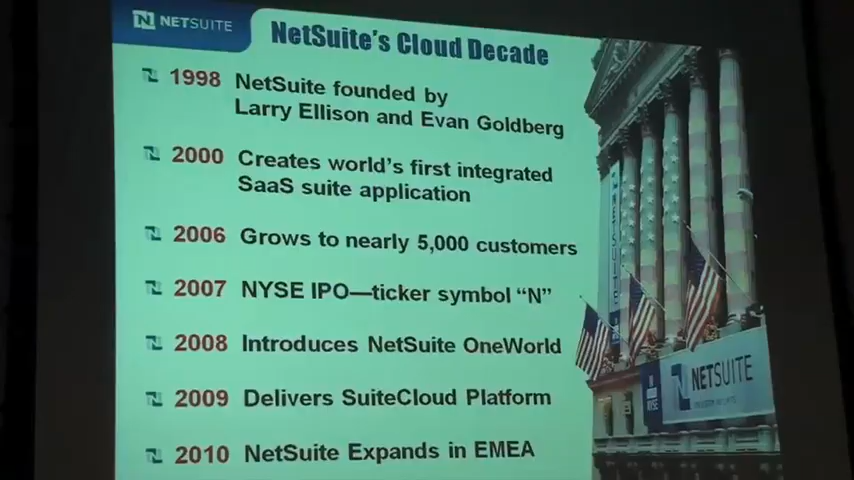 NETSUITE
NetSuite's Cloud Decade
1998 NetSuite founded by
Larry Ellison and Evan Goldberg
2000 Creates world's first integrated
SaaS suite application
2006 Grows to nearly 5,000 customers
2007 NYSE IPO—ticker symbol “N”
2008 Introduces NetSuite OneWorld
2009 Delivers SuiteCloud Platform
2010 NetSuite Expands in EMEA
NETSUITE
NYSE